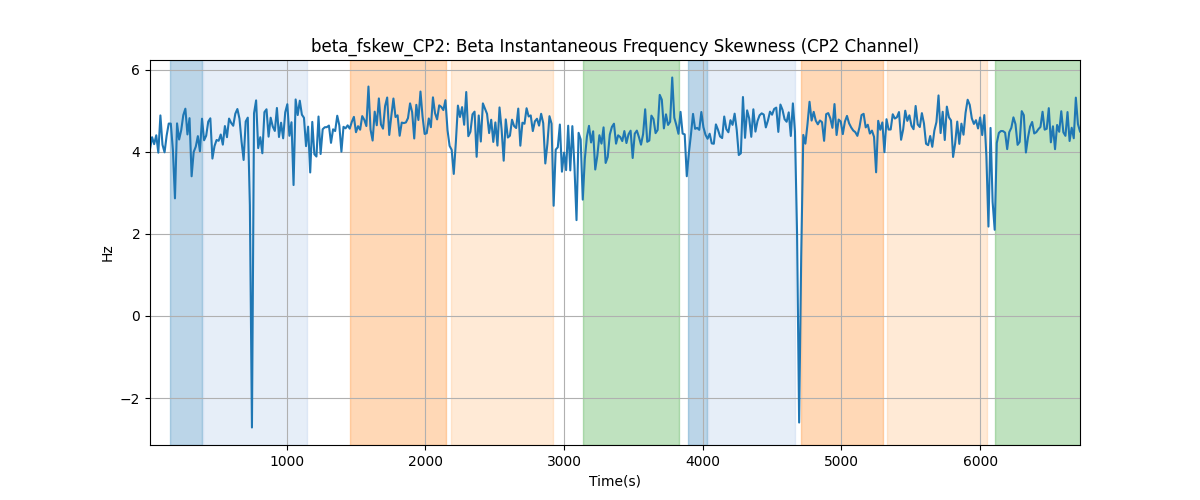 beta_fskew_CP2: Beta Instantaneous Frequency Skewness (CP2 Channel)
6
4
2
0
−2
Hz
1000 2000 3000 4000 5000 6000
Time(s)